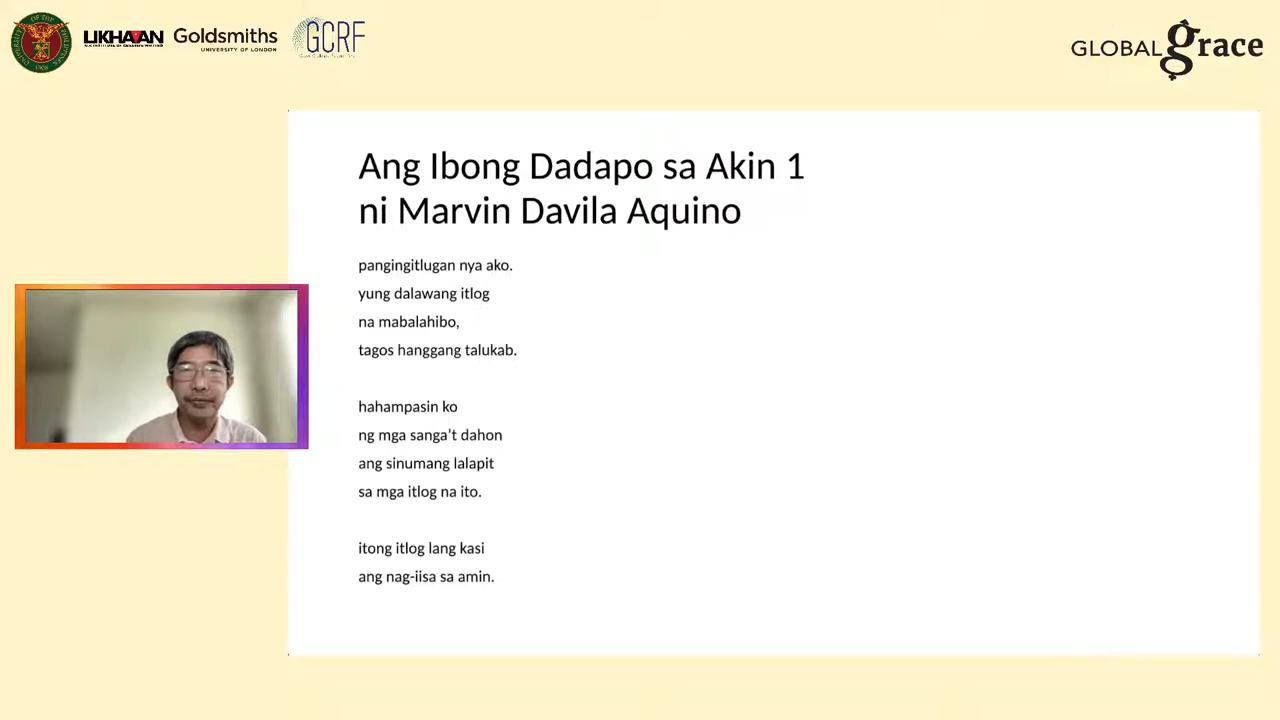 LIKHAAN
Goldsmiths
UNIVERSITY OF LONDON
GCRF
GLOBAL grace
Ang Ibong Dadapo sa Akin 1
ni Marvin Davila Aquino
pangingitlugan nya ako.
yung dalawang itlog
na mabalahibo,
tagos hanggang talukab.
hahampasin ko
ng mga sanga't dahon
ang sinumang lalapit
sa mga itlog na ito.
itong itlog lang kasi
ang nag-iisa sa amin.